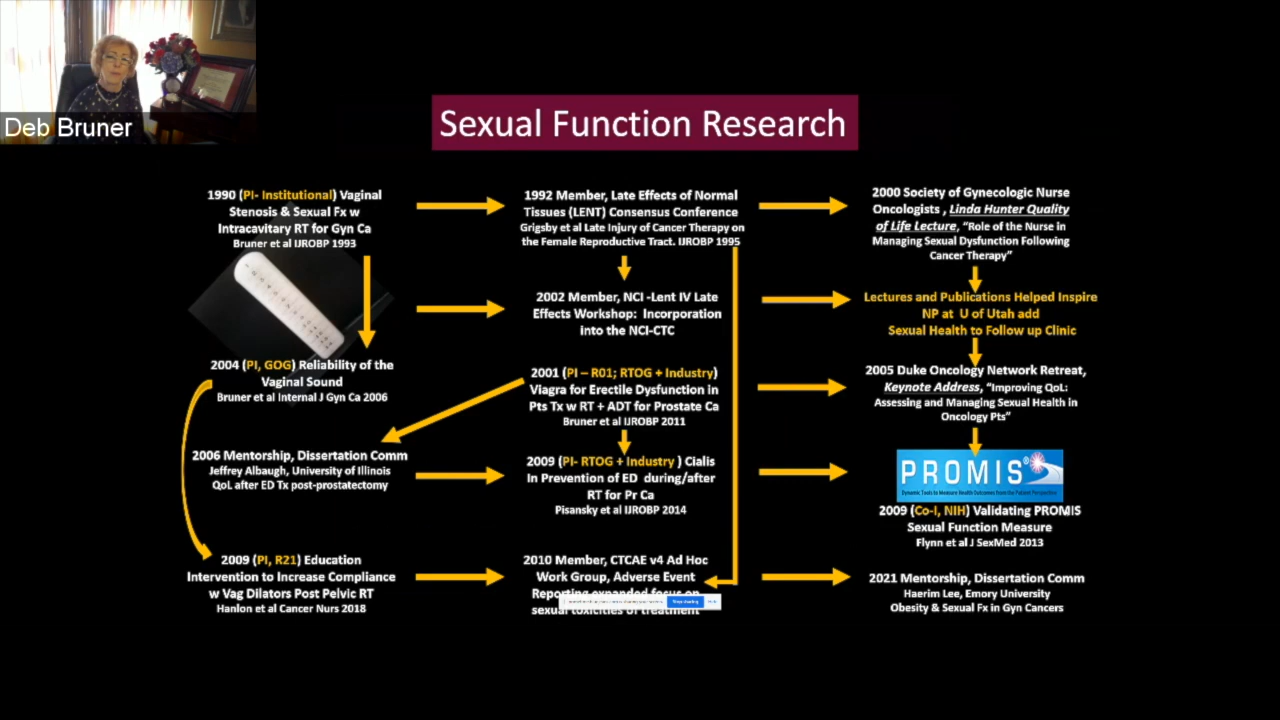 Deb Bruner
Sexual Function Research
1990 (PI- Institutional) Vaginal
Stenosis & Sexual Fx w
Intracavitary RT for Gyn Ca
Bruner et al IJROBP 1993
1992 Member, Late Effects of Normal
Tissues (LENT) Consensus Conference
Grigsby et al Late Injury of Cancer Therapy on
the Female Reproductive Tract. IJROBP 1995
2000 Society of Gynecologic Nurse
Oncologists , Linda Hunter Quality
of Life Lecture, “Role of the Nurse in
Managing Sexual Dysfunction Following
Cancer Therapy”
2002 Member, NCI -Lent IV Late
Effects Workshop: Incorporation
into the NCI-CTC
Lectures and Publications Helped Inspire
NP at U of Utah add
Sexual Health to Follow up Clinic
2004 (PI, GOG) Reliability of the
Vaginal Sound
Bruner et al Internal J Gyn Ca 2006
2001 (PI – R01; RTOG + Industry)
Viagra for Erectile Dysfunction in
Pts Tx w RT + ADT for Prostate Ca
Bruner et al IJROBP 2011
2005 Duke Oncology Network Retreat,
Keynote Address, “Improving QoL:
Assessing and Managing Sexual Health in
Oncology Pts”
2006 Mentorship, Dissertation Comm
Jeffrey Albaugh, University of Illinois
QoL after ED Tx post-prostatectomy
2009 (PI- RTOG + Industry ) Cialis
In Prevention of ED during/after
RT for Pr Ca
Pisansky et al IJROBP 2014
PROMIS®
Dynamic Tools to Measure Health Outcomes from the Patient Perspective
2009 (Co-I, NIH) Validating PROMIS
Sexual Function Measure
Flynn et al J SexMed 2013
2009 (PI, R21) Education
Intervention to Increase Compliance
w Vag Dilators Post Pelvic RT
Hanlon et al Cancer Nurs 2018
2010 Member, CTCAE v4 Ad Hoc
Work Group, Adverse Event
Reporting expanded focus on
sexual toxicities of treatment
Stop sharing
2021 Mentorship, Dissertation Comm
Haerim Lee, Emory University
Obesity & Sexual Fx in Gyn Cancers